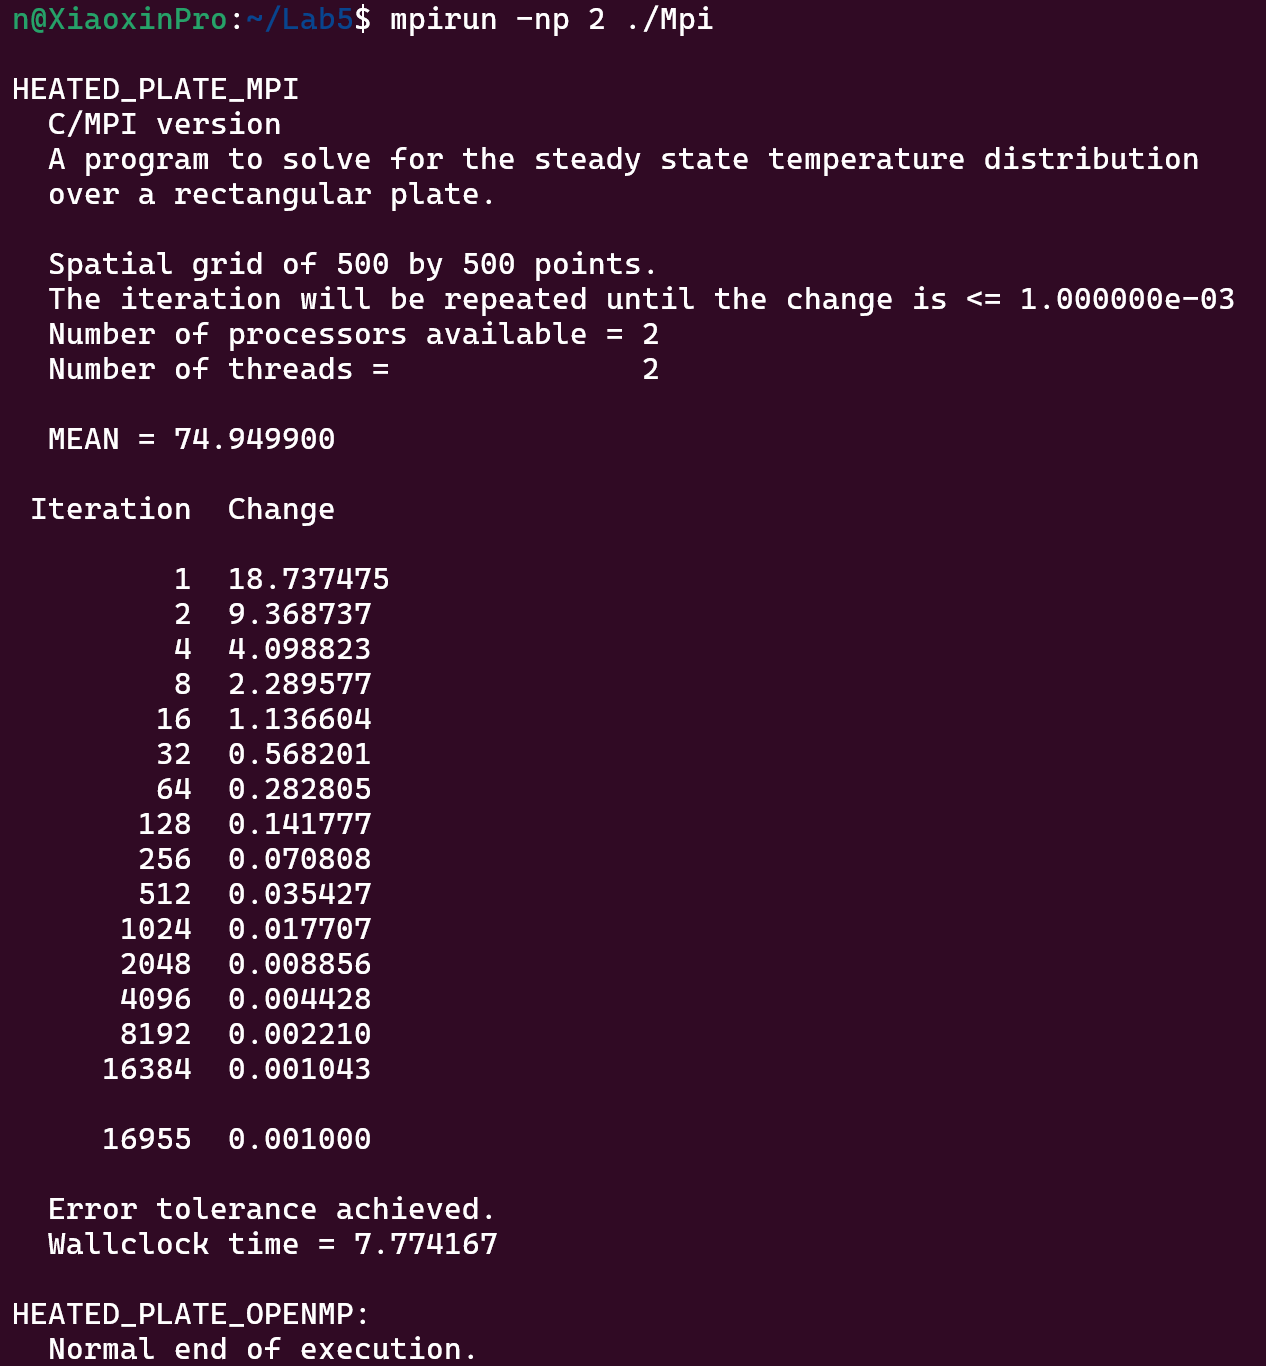 n@XiaoxinPro:~/Lab5$ mpirun -np 2 ./Mpi
HEATED_PLATE_MPI
C/MPI version
A program to solve for the steady state temperature distribution
over a rectangular plate.
Spatial grid of 500 by 500 points.
The iteration will be repeated until the change is <= 1.000000e-03
Number of processors available = 2
Number of threads =              2
MEAN = 74.949900
Iteration  Change
1  18.737475
2  9.368737
4  4.098823
8  2.289577
16  1.136604
32  0.568201
64  0.282805
128  0.141777
256  0.070808
512  0.035427
1024  0.017707
2048  0.008856
4096  0.004428
8192  0.002210
16384  0.001043
16955  0.001000
Error tolerance achieved.
Wallclock time = 7.774167
HEATED_PLATE_OPENMP:
Normal end of execution.